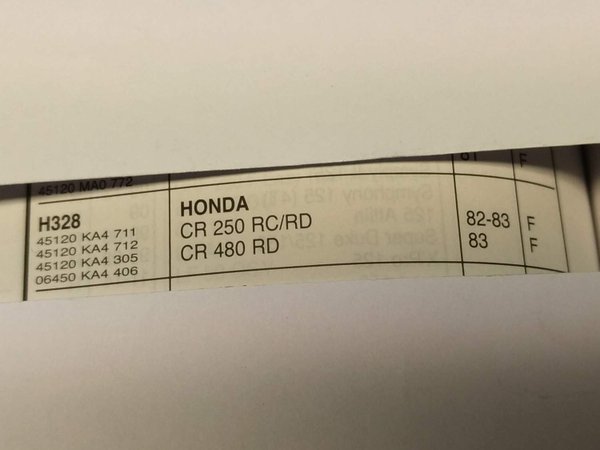 45120 MA0 772
61 F
H328
45120 KA4 711
45120 KA4 712
45120 KA4 305
06450 KA4 406
HONDA
CR 250 RC/RD 82-83 F
CR 480 RD 83 F